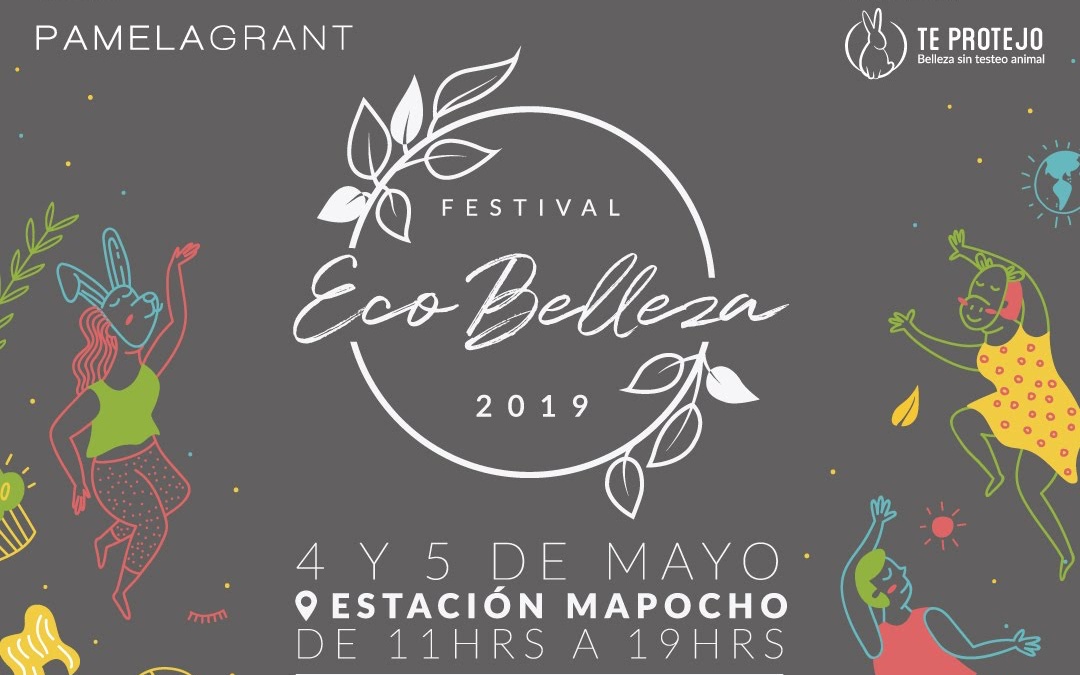 PAMELAGRANT
TE PROTEJO
Belleza sin testeo animal
FESTIVAL
Eco Belleza
2019
4 Y 5 DE MAYO
ESTACIÓN MAPOCHO
DE 11HRS A 19HRS